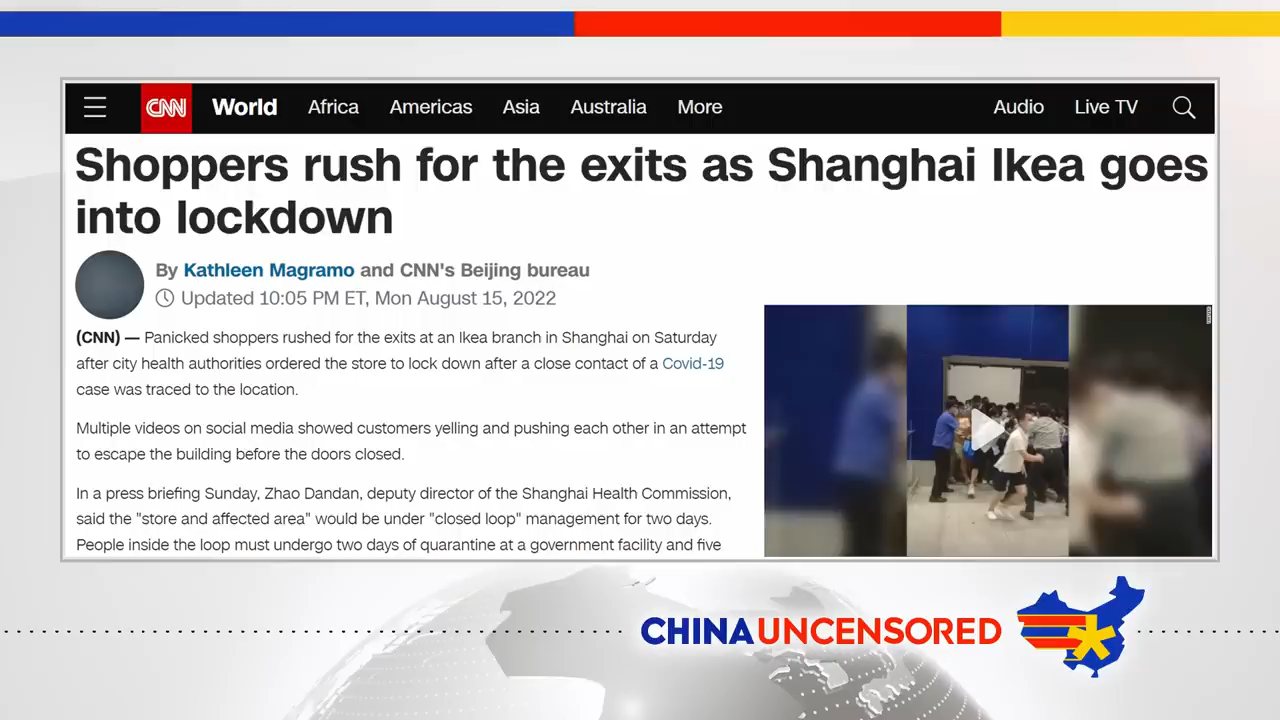 CNN World Africa Americas Asia Australia More Audio Live TV
Shoppers rush for the exits as Shanghai Ikea goes
into lockdown
By Kathleen Magramo and CNN's Beijing bureau
Updated 10:05 PM ET, Mon August 15, 2022
(CNN) — Panicked shoppers rushed for the exits at an Ikea branch in Shanghai on Saturday
after city health authorities ordered the store to lock down after a close contact of a Covid-19
case was traced to the location.
Multiple videos on social media showed customers yelling and pushing each other in an attempt
to escape the building before the doors closed.
In a press briefing Sunday, Zhao Dandan, deputy director of the Shanghai Health Commission,
said the "store and affected area" would be under "closed loop" management for two days.
People inside the loop must undergo two days of quarantine at a government facility and five
CHINA UNCENSORED